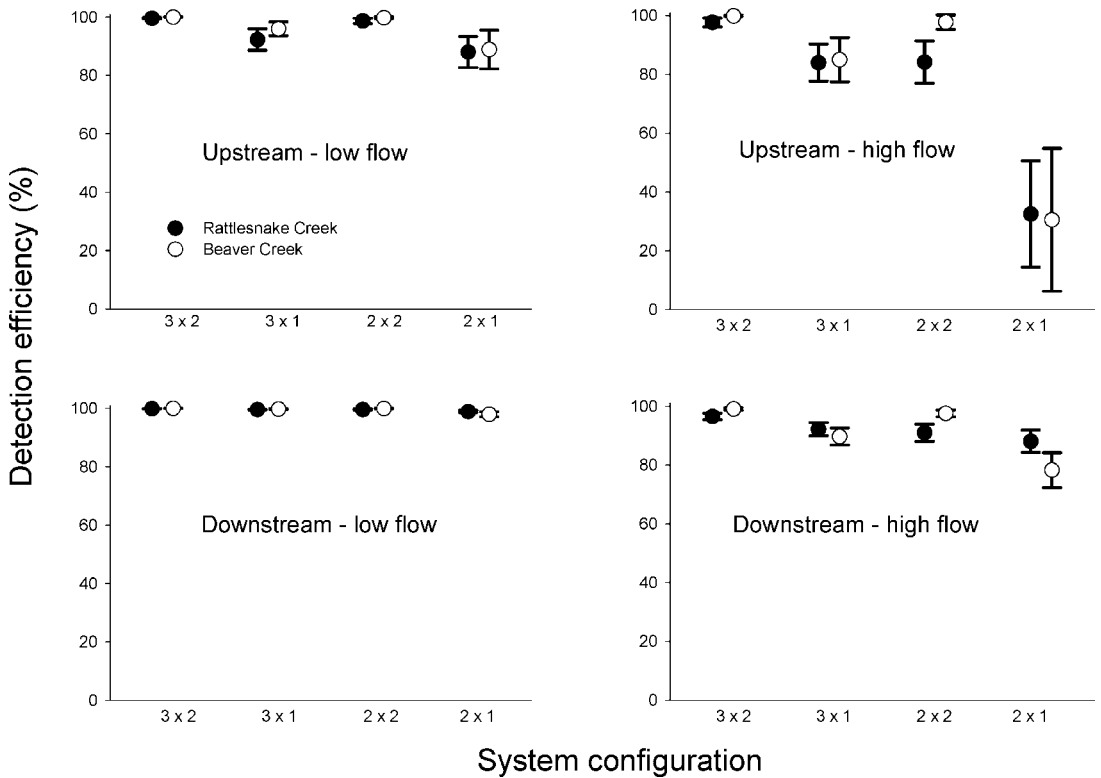 Detection efficiency (%)
100
80
60
40
20
0
Upstream - low flow
Rattlesnake Creek
Beaver Creek
3 x 2 3 x 1 2 x 2 2 x 1
100
80
60
40
20
0
Upstream - high flow
3 x 2 3 x 1 2 x 2 2 x 1
100
80
60
40
20
0
Downstream - low flow
3 x 2 3 x 1 2 x 2 2 x 1
100
80
60
40
20
0
Downstream - high flow
3 x 2 3 x 1 2 x 2 2 x 1
System configuration